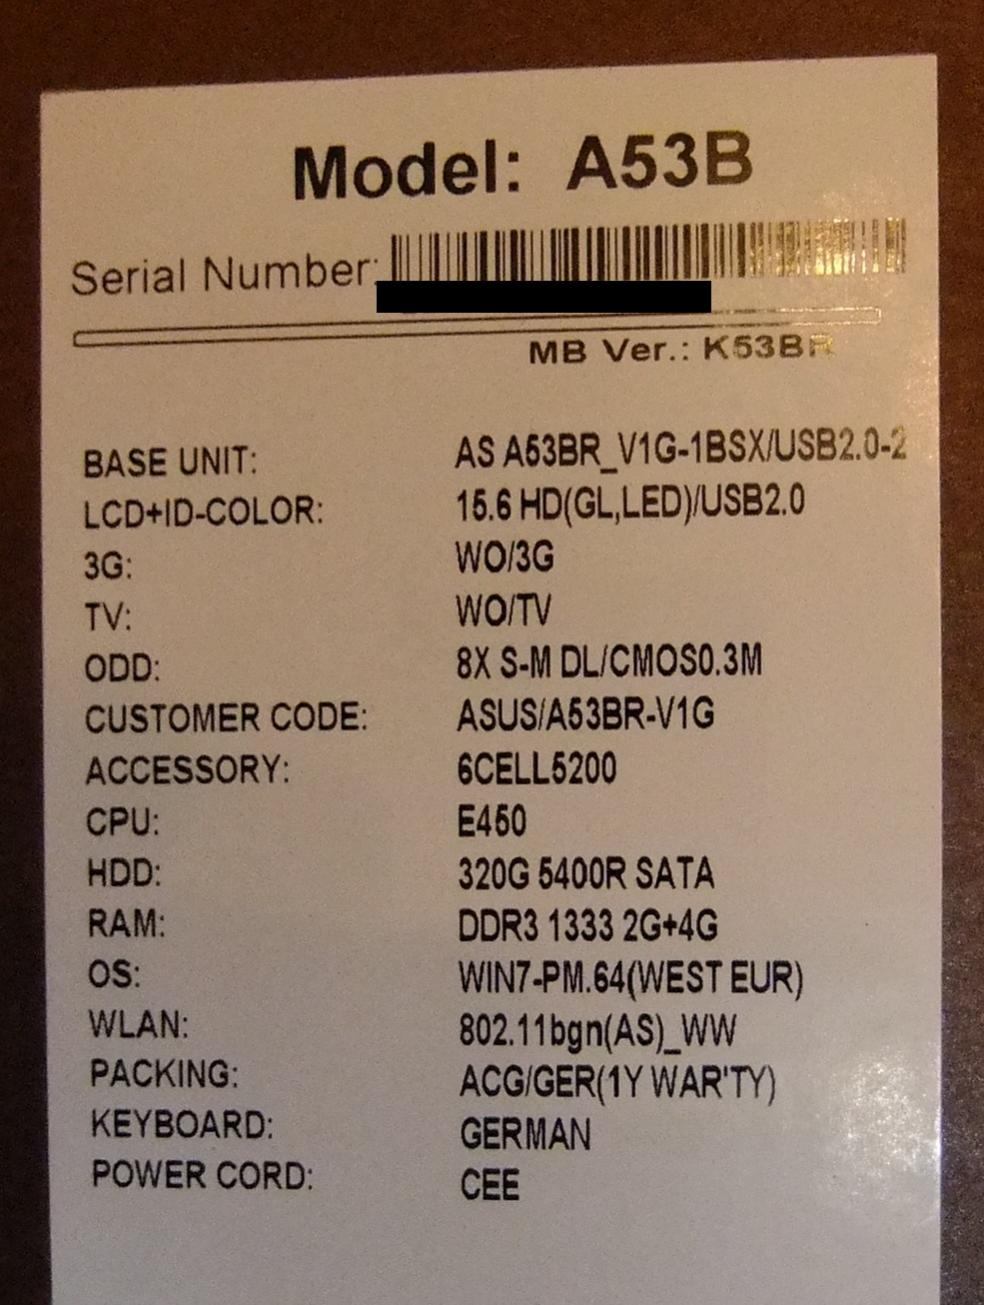 Model: A53B
Serial Number:
MB Ver.: K53BR
BASE UNIT: AS A53BR_V1G-1BSX/USB2.0-2
LCD+ID-COLOR: 15.6 HD(GL,LED)/USB2.0
3G: WO/3G
TV: WO/TV
ODD: 8X S-M DL/CMOS0.3M
CUSTOMER CODE: ASUS/A53BR-V1G
ACCESSORY: 6CELL5200
CPU: E450
HDD: 320G 5400R SATA
RAM: DDR3 1333 2G+4G
OS: WIN7-PM.64(WEST EUR)
WLAN: 802.11bgn(AS)_WW
PACKING: ACG/GER(1Y WAR'TY)
KEYBOARD: GERMAN
POWER CORD: CEE